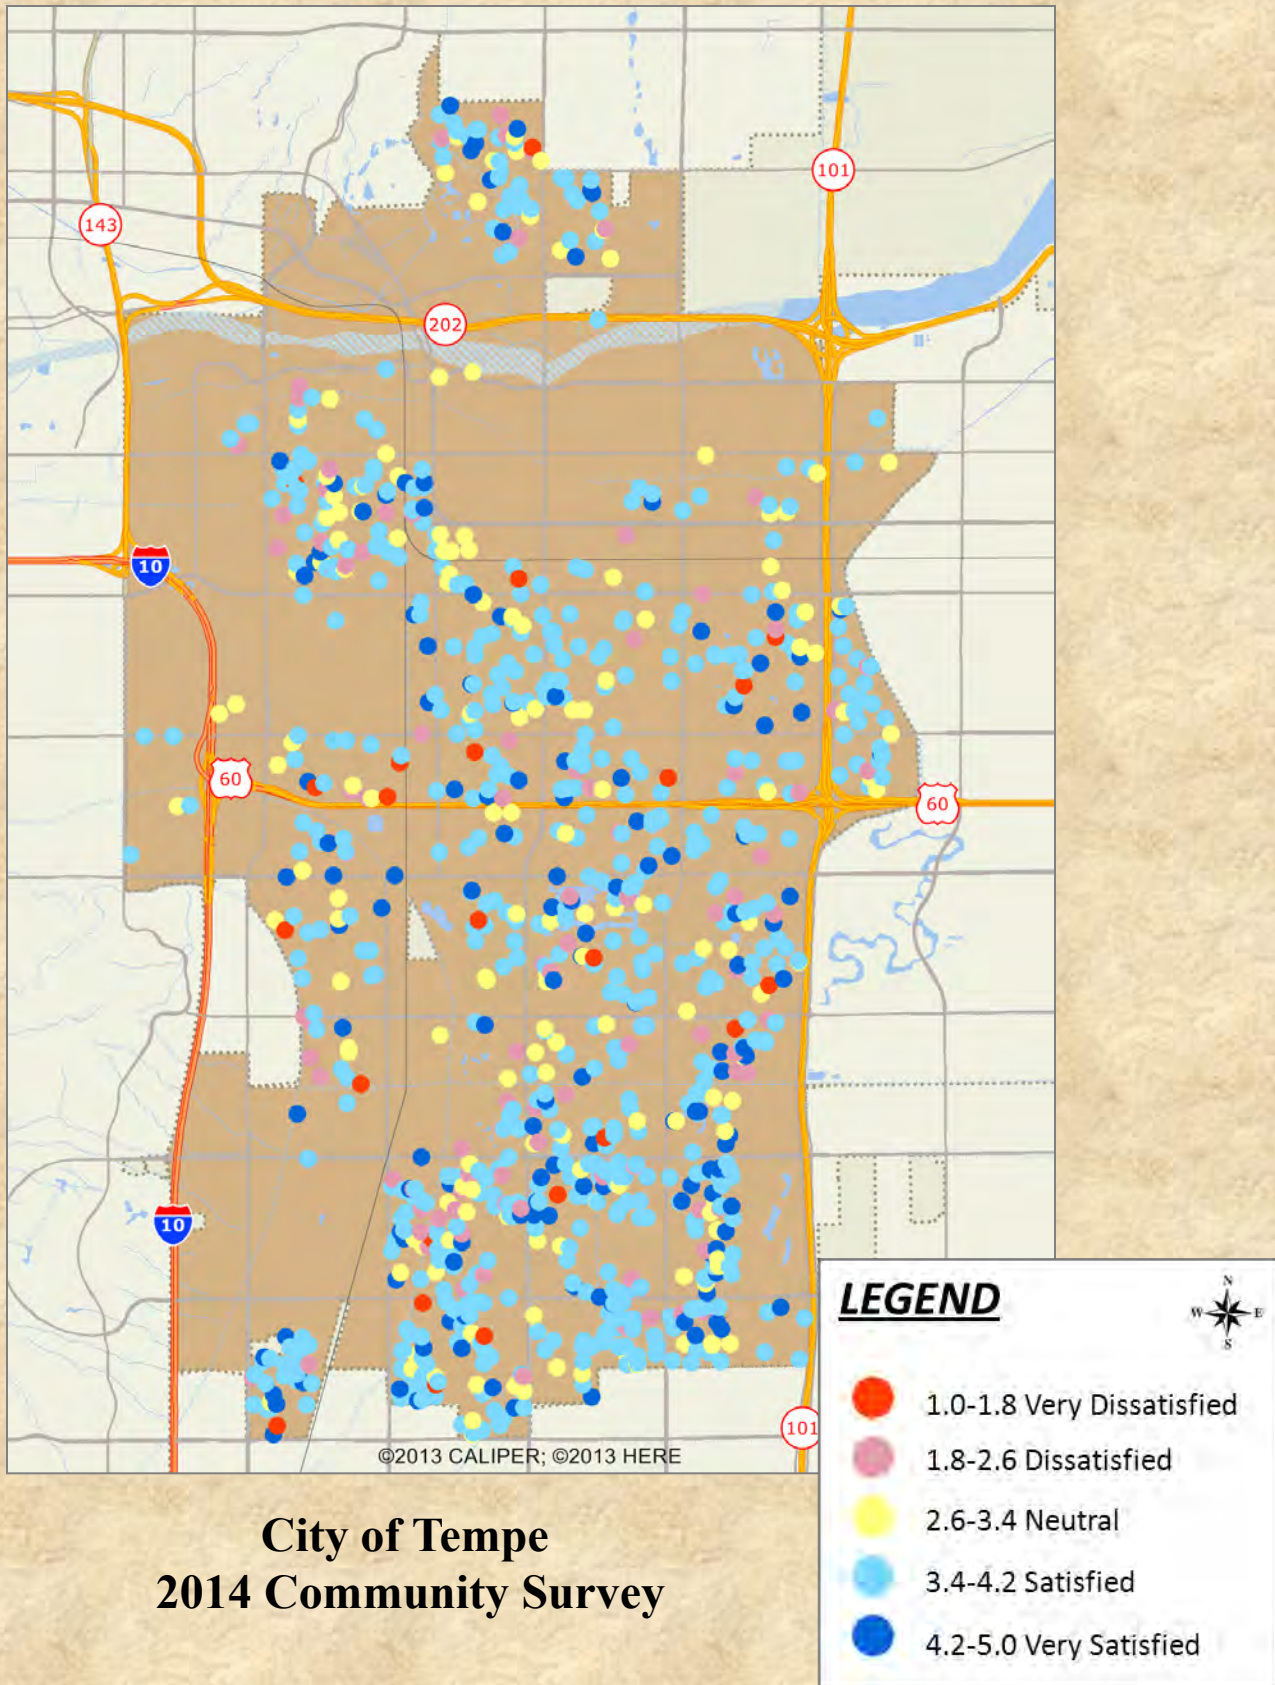 101
143
202
10
60
60
10
101
©2013 CALIPER; ©2013 HERE
LEGEND
N
W E
S
1.0-1.8 Very Dissatisfied
1.8-2.6 Dissatisfied
2.6-3.4 Neutral
3.4-4.2 Satisfied
4.2-5.0 Very Satisfied
City of Tempe
2014 Community Survey